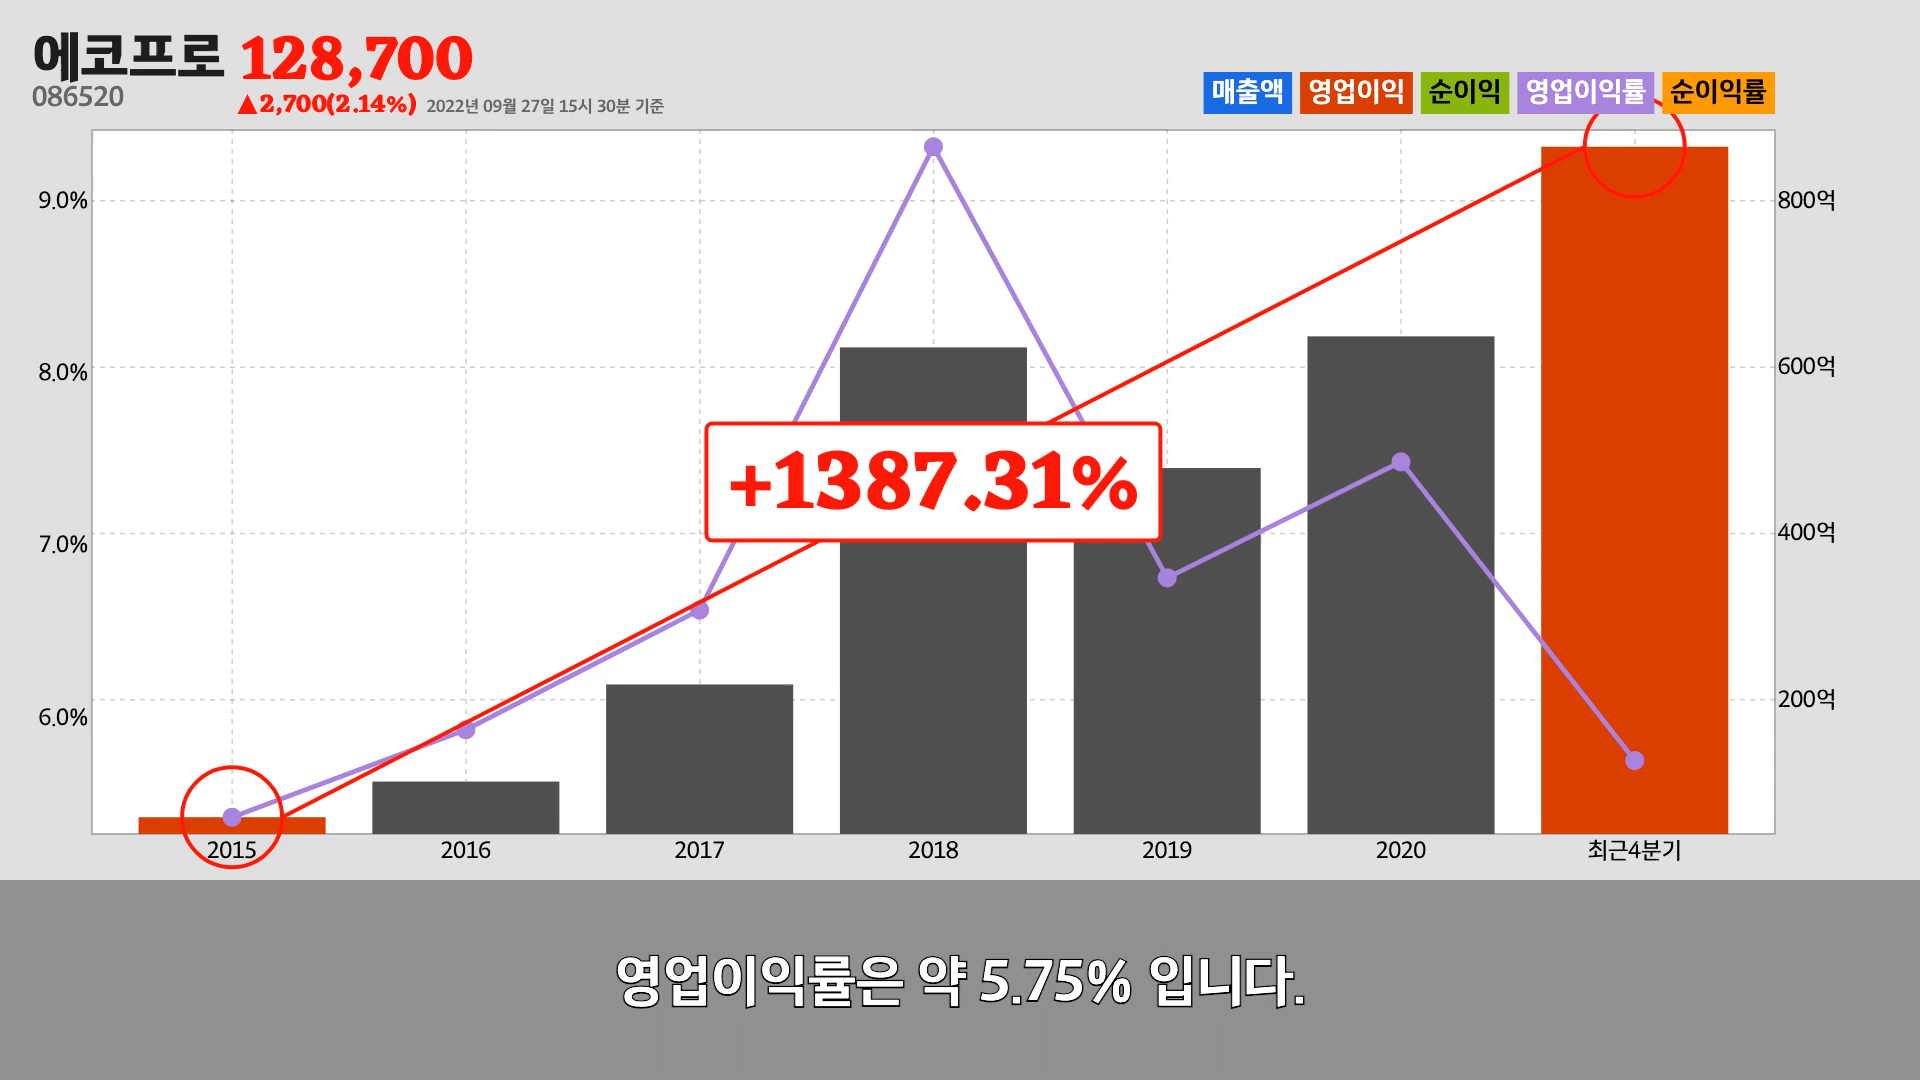 에코프로 128,700
086520
▲2,700(2.14%) 2022년 09월 27일 15시 30분 기준
매출액 영업이익 순이익 영업이익률 순이익률
9.0%
8.0%
7.0%
6.0%
800억
600억
400억
200억
+1387.31%
2015 2016 2017 2018 2019 2020 최근4분기
영업이익률은 약 5.75% 입니다.